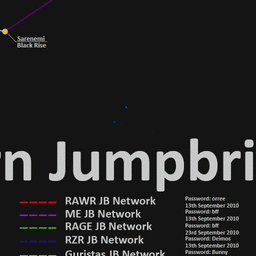 Sarenemi
Black Rise
rn Jumpbri
RAWR JB Network
ME JB Network
RAGE JB Network
RZR JB Network
Guristas JB Network
Password: orree
13th September 2010
Password: bff
13th September 2010
Password: bff
23rd September 2010
Password: Deimos
13th September 2010
Password: Bunny